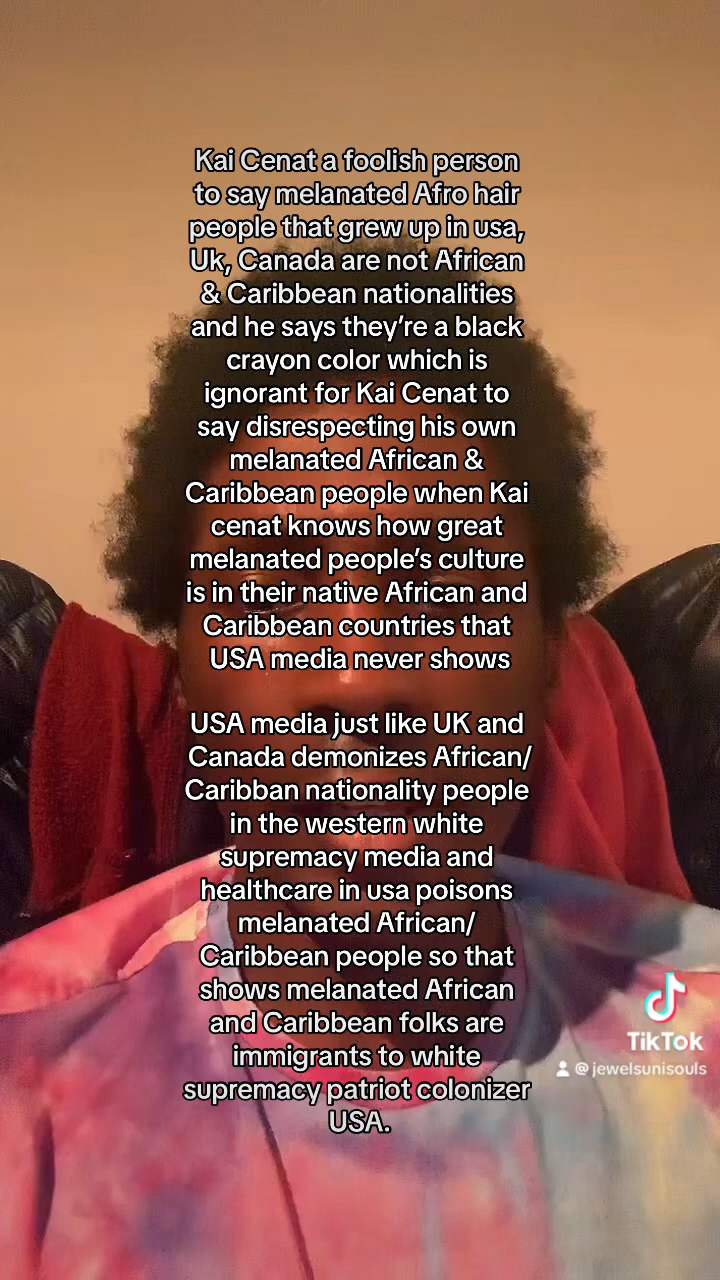 Kai Cenat a foolish person
to say melanated Afro hair
people that grew up in usa,
Uk, Canada are not African
& Caribbean nationalities
and he says they’re a black
crayon color which is
ignorant for Kai Cenat to
say disrespecting his own
melanated African &
Caribbean people when Kai
cenat knows how great
melanated people’s culture
is in their native African and
Caribbean countries that
USA media never shows
USA media just like UK and
Canada demonizes African/
Caribban nationality people
in the western white
supremacy media and
healthcare in usa poisons
melanated African/
Caribbean people so that
shows melanated African
and Caribbean folks are
immigrants to white
supremacy patriot colonizer
USA.
TikTok
@jewelsunisouls